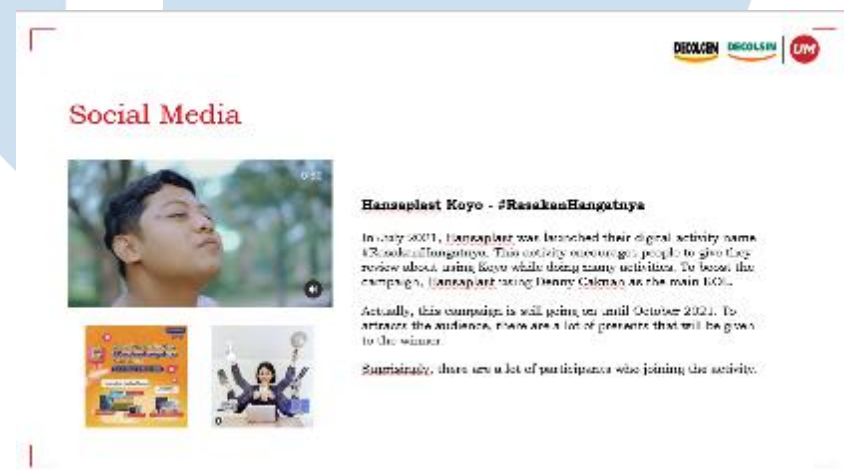 DECOLGEN DECOLSIN UM
Social Media
Hansaplast Koyo - #RasakanHangatnya
In July 2021, Hansaplast was launched their digital activity name
#RasakanHangatnya. This activity encourages people to give they
review about using Koyo while doing many activities. To boost the
campaign, Hansaplast using Denny Caknan as the main KOL.
Actually, this campaign is still going on until October 2021. To
attracts the audience, there are a lot of presents that will be given
to the winner.
Suprisingly, there are a lot of participants who joining the activity.